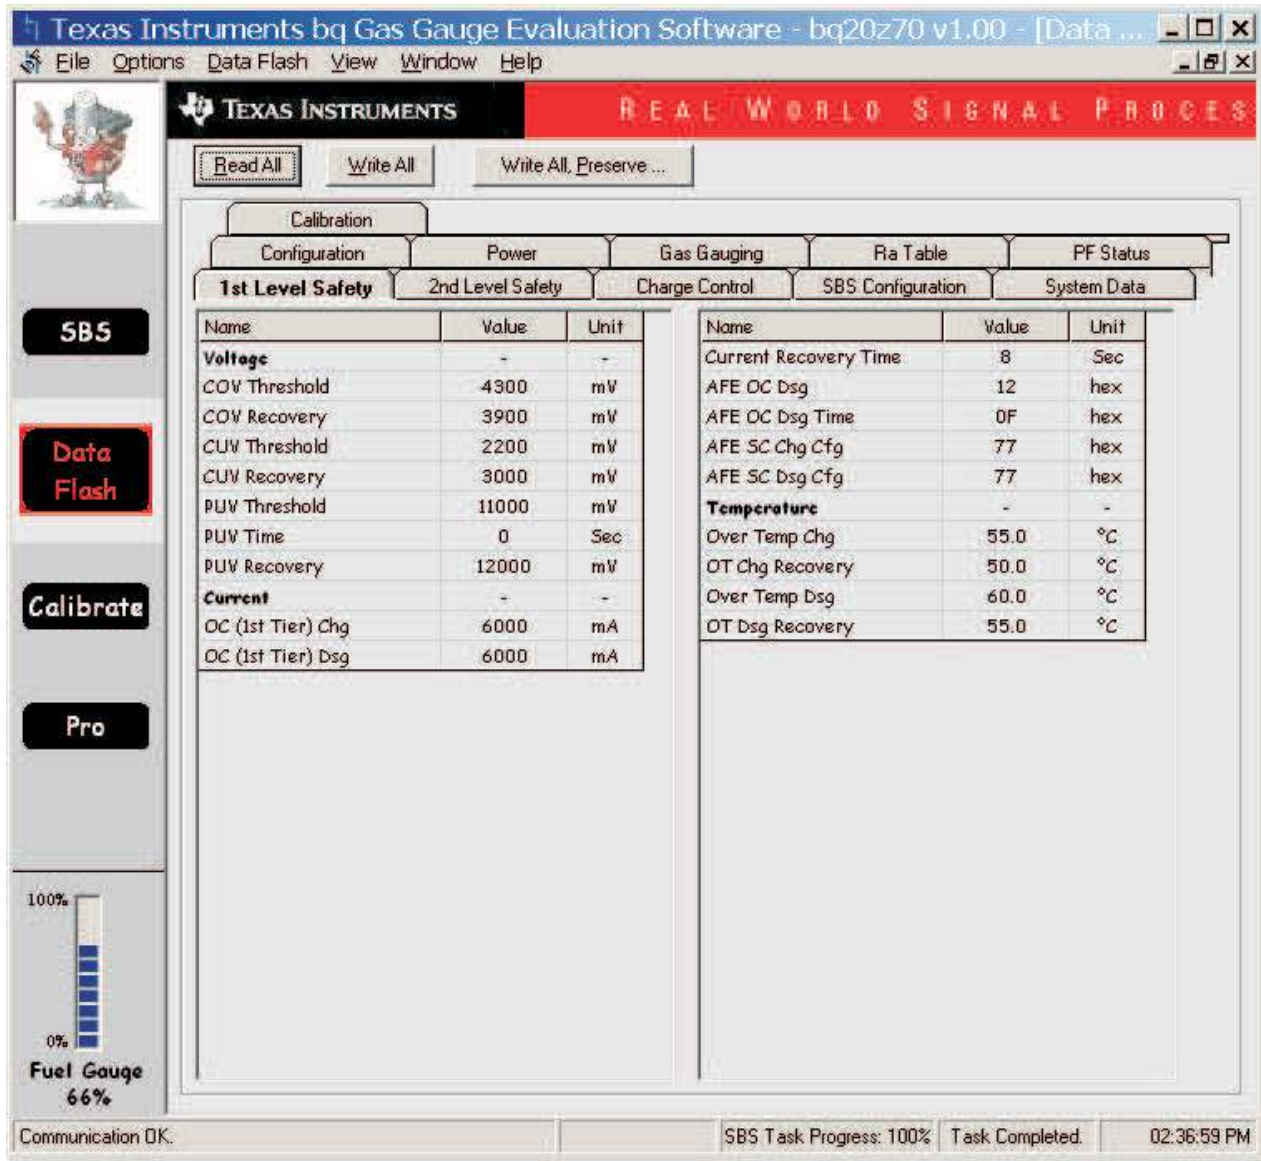 Texas Instruments bq Gas Gauge Evaluation Software - bq20z70 v1.00 - [Data ...
File Options Data Flash View Window Help
TEXAS INSTRUMENTS
REAL WORLD SIGNAL PROCES
Read All Write All Write All, Preserve ...
Calibration
Configuration Power Gas Gauging Ra Table PF Status
1st Level Safety 2nd Level Safety Charge Control SBS Configuration System Data
SBS
Data
Flash
Calibrate
Pro
100%
0%
Fuel Gauge
66%
Name Value Unit
Voltage - -
COV Threshold 4300 mV
COV Recovery 3900 mV
CUV Threshold 2200 mV
CUV Recovery 3000 mV
PUV Threshold 11000 mV
PUV Time 0 Sec
PUV Recovery 12000 mV
Current - -
OC (1st Tier) Chg 6000 mA
OC (1st Tier) Dsg 6000 mA
Name Value Unit
Current Recovery Time 8 Sec
AFE OC Dsg 12 hex
AFE OC Dsg Time 0F hex
AFE SC Chg Cfg 77 hex
AFE SC Dsg Cfg 77 hex
Temperature - -
Over Temp Chg 55.0 °C
OT Chg Recovery 50.0 °C
Over Temp Dsg 60.0 °C
OT Dsg Recovery 55.0 °C
Communication OK. SBS Task Progress: 100% Task Completed. 02:36:59 PM